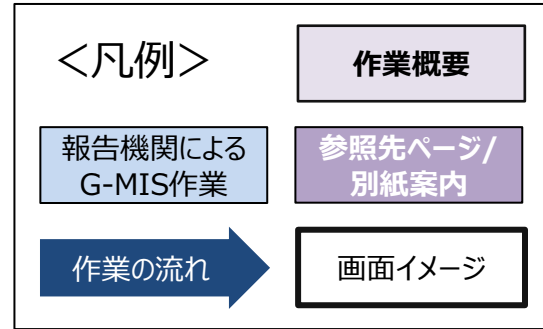 <凡例>
作業概要
報告機関による
G-MIS作業
参照先ページ/
別紙案内
作業の流れ
画面イメージ